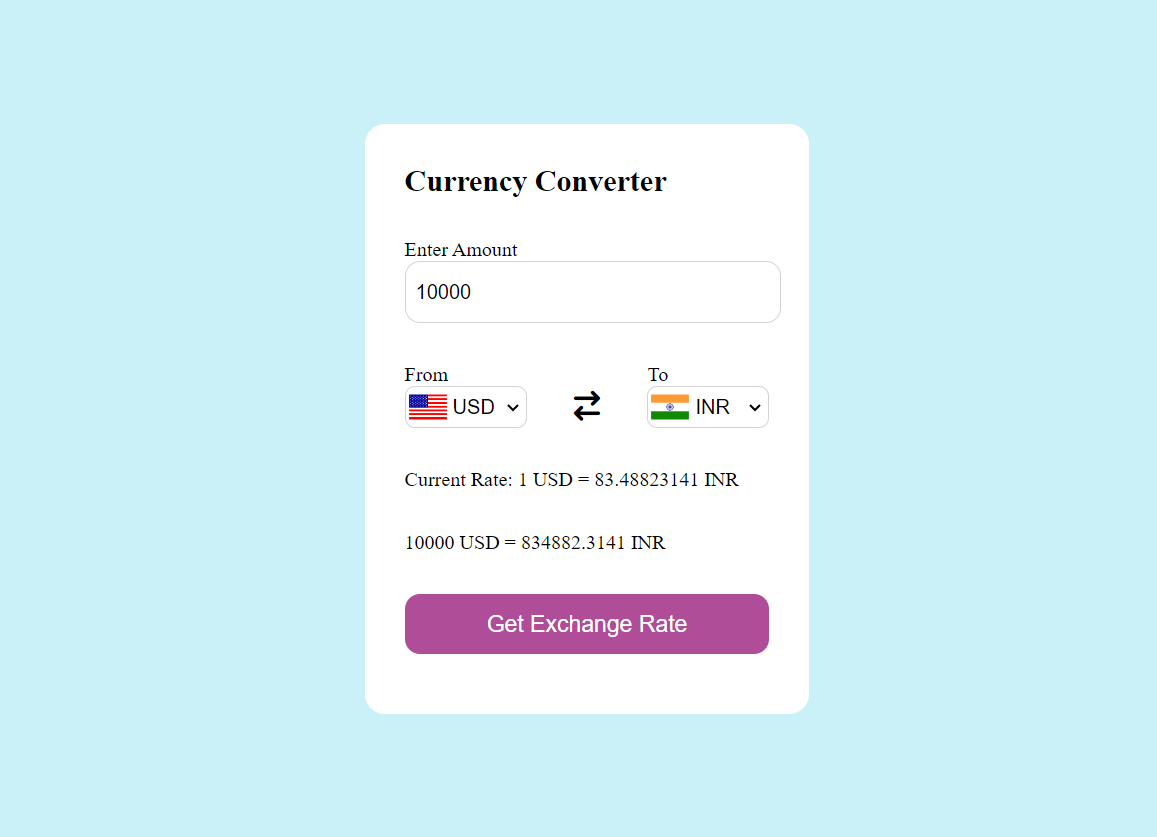 Currency Converter
Enter Amount
10000
From
To
USD
INR
Current Rate: 1 USD = 83.48823141 INR
10000 USD = 834882.3141 INR
Get Exchange Rate